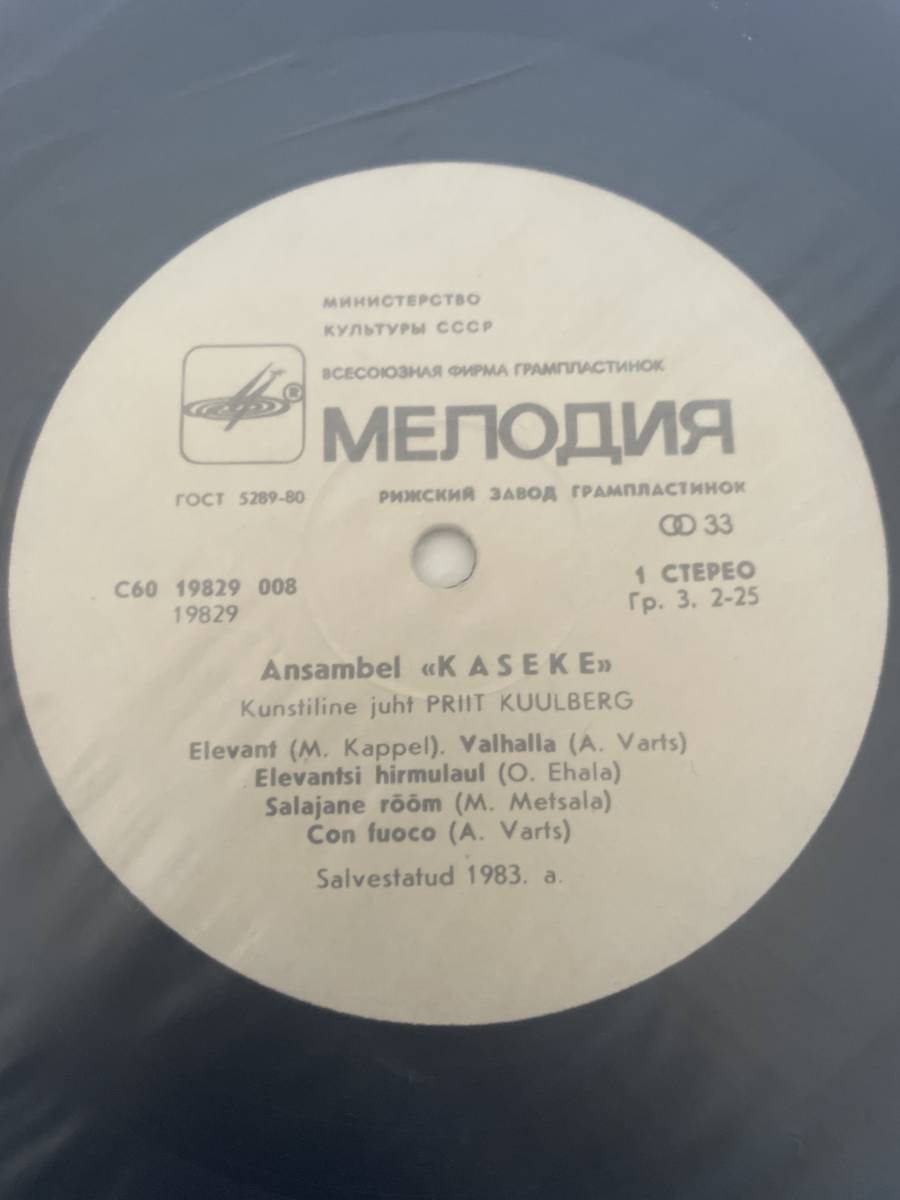 МИНИСТЕРСТВО
КУЛЬТУРЫ СССР
ВСЕСОЮЗНАЯ ФИРМА ГРАМПЛАСТИНОК
®
МЕЛОДИЯ
ГОСТ 5289-80
РИЖСКИЙ ЗАВОД ГРАМПЛАСТИНОК
33
С60 19829 008
19829
1 СТЕРЕО
Гр. 3. 2-25
Ansambel «KASEKE»
Kunstiline juht PRIIT KUULBERG
Elevant (M. Kappel). Valhalla (A. Varts)
Elevantsi hirmulaul (O. Ehala)
Salajane rõõm (M. Metsala)
Con fuoco (A. Varts)
Salvestatud 1983. a.